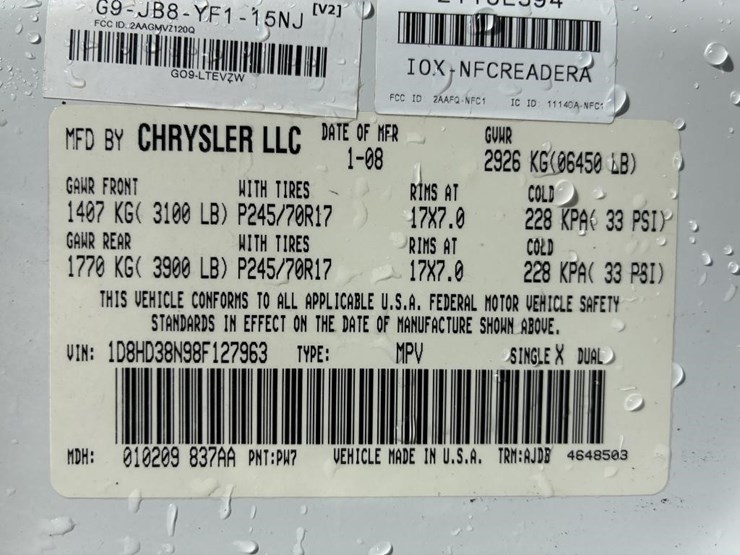 G9-JB8-YF1-15NJ [V2]
FCC ID.:2AAGMVZ120Q
GO9-LTEVZW
IOX-NFCREADERA
FCC ID 2AAFQ-NFC1 IC ID 11140A-NFC1
MFD BY CHRYSLER LLC DATE OF MFR GVWR
1-08 2926 KG(06450 LB)
GAWR FRONT WITH TIRES RIMS AT COLD
1407 KG( 3100 LB) P245/70R17 17X7.0 228 KPA( 33 PSI)
GAWR REAR WITH TIRES RIMS AT COLD
1770 KG( 3900 LB) P245/70R17 17X7.0 228 KPA( 33 PSI)
THIS VEHICLE CONFORMS TO ALL APPLICABLE U.S.A. FEDERAL MOTOR VEHICLE SAFETY
STANDARDS IN EFFECT ON THE DATE OF MANUFACTURE SHOWN ABOVE.
VIN: 1D8HD38N98F127963 TYPE: MPV SINGLE X DUAL
MDH: 010209 837AA PNT:PW7 VEHICLE MADE IN U.S.A. TRM:AJDB 4648503